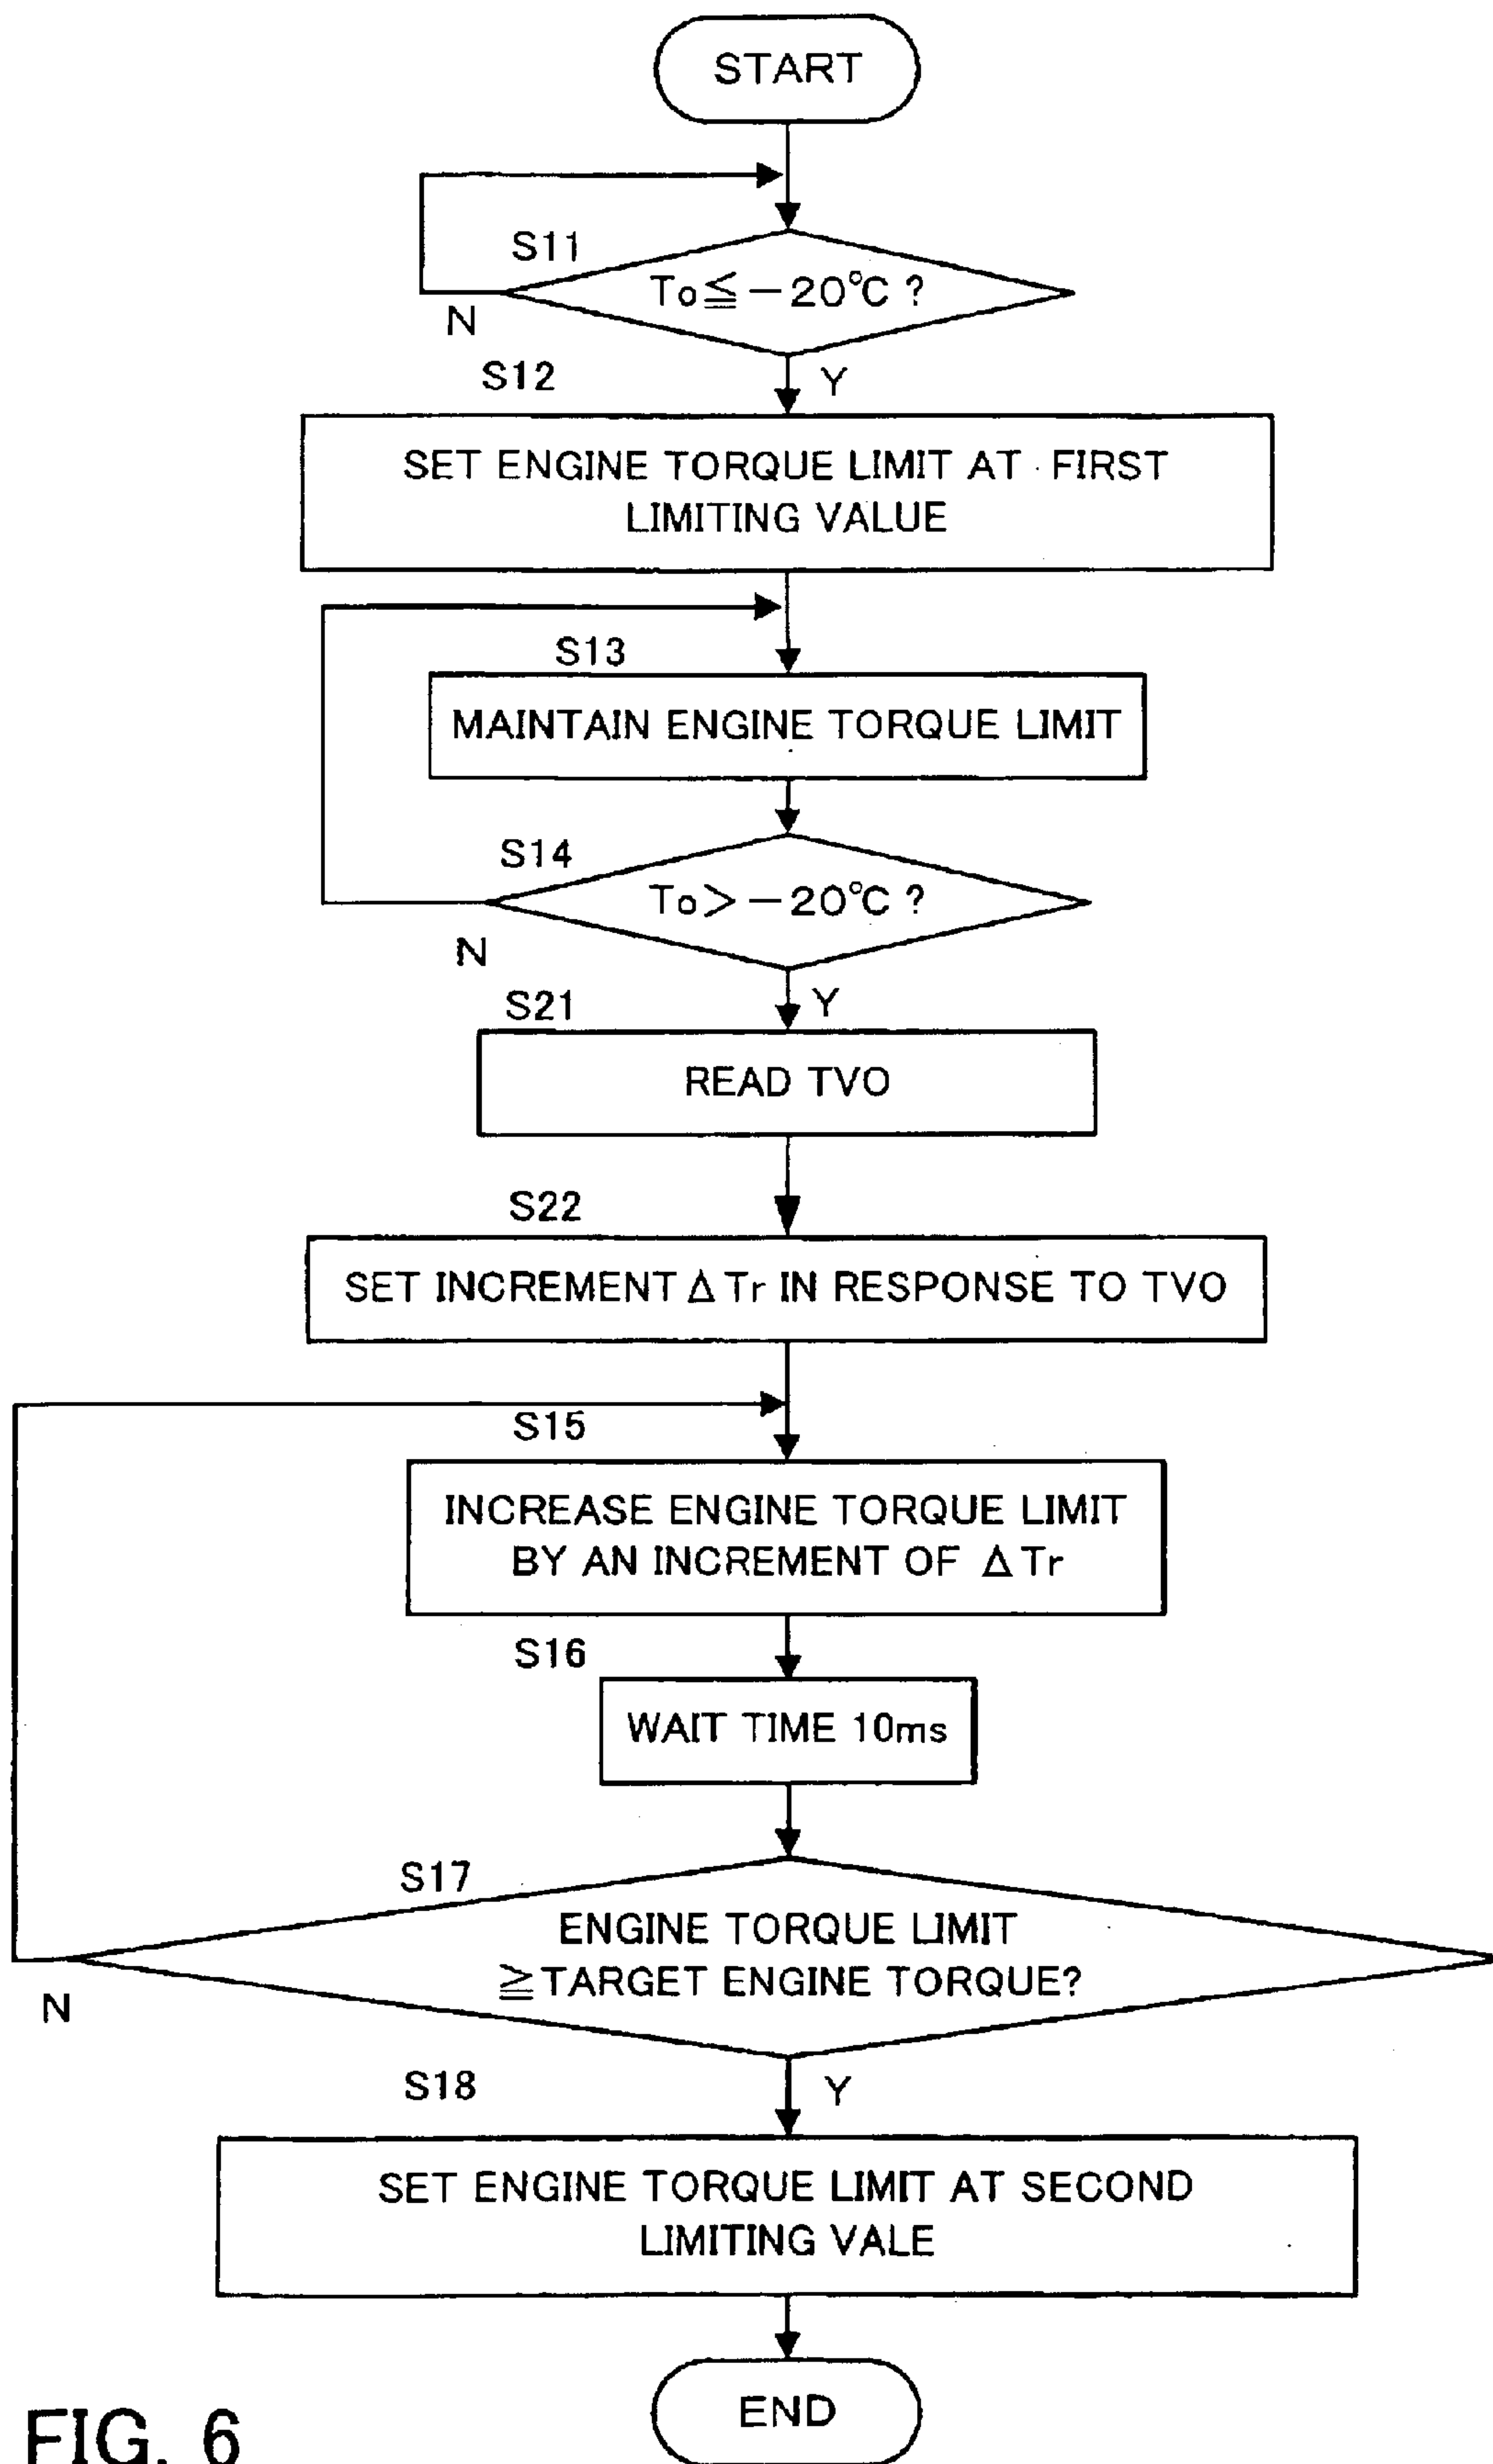 START
S11
To≦−20℃ ?
N
S12
Y
SET ENGINE TORQUE LIMIT AT FIRST
LIMITING VALUE
S13
MAINTAIN ENGINE TORQUE LIMIT
S14
To>−20℃ ?
N
S21
Y
READ TVO
S22
SET INCREMENT Δ Tr IN RESPONSE TO TVO
S15
INCREASE ENGINE TORQUE LIMIT
BY AN INCREMENT OF Δ Tr
S16
WAIT TIME 10ms
S17
ENGINE TORQUE LIMIT
≧TARGET ENGINE TORQUE?
N
S18
Y
SET ENGINE TORQUE LIMIT AT SECOND
LIMITING VALE
END
FIG. 6